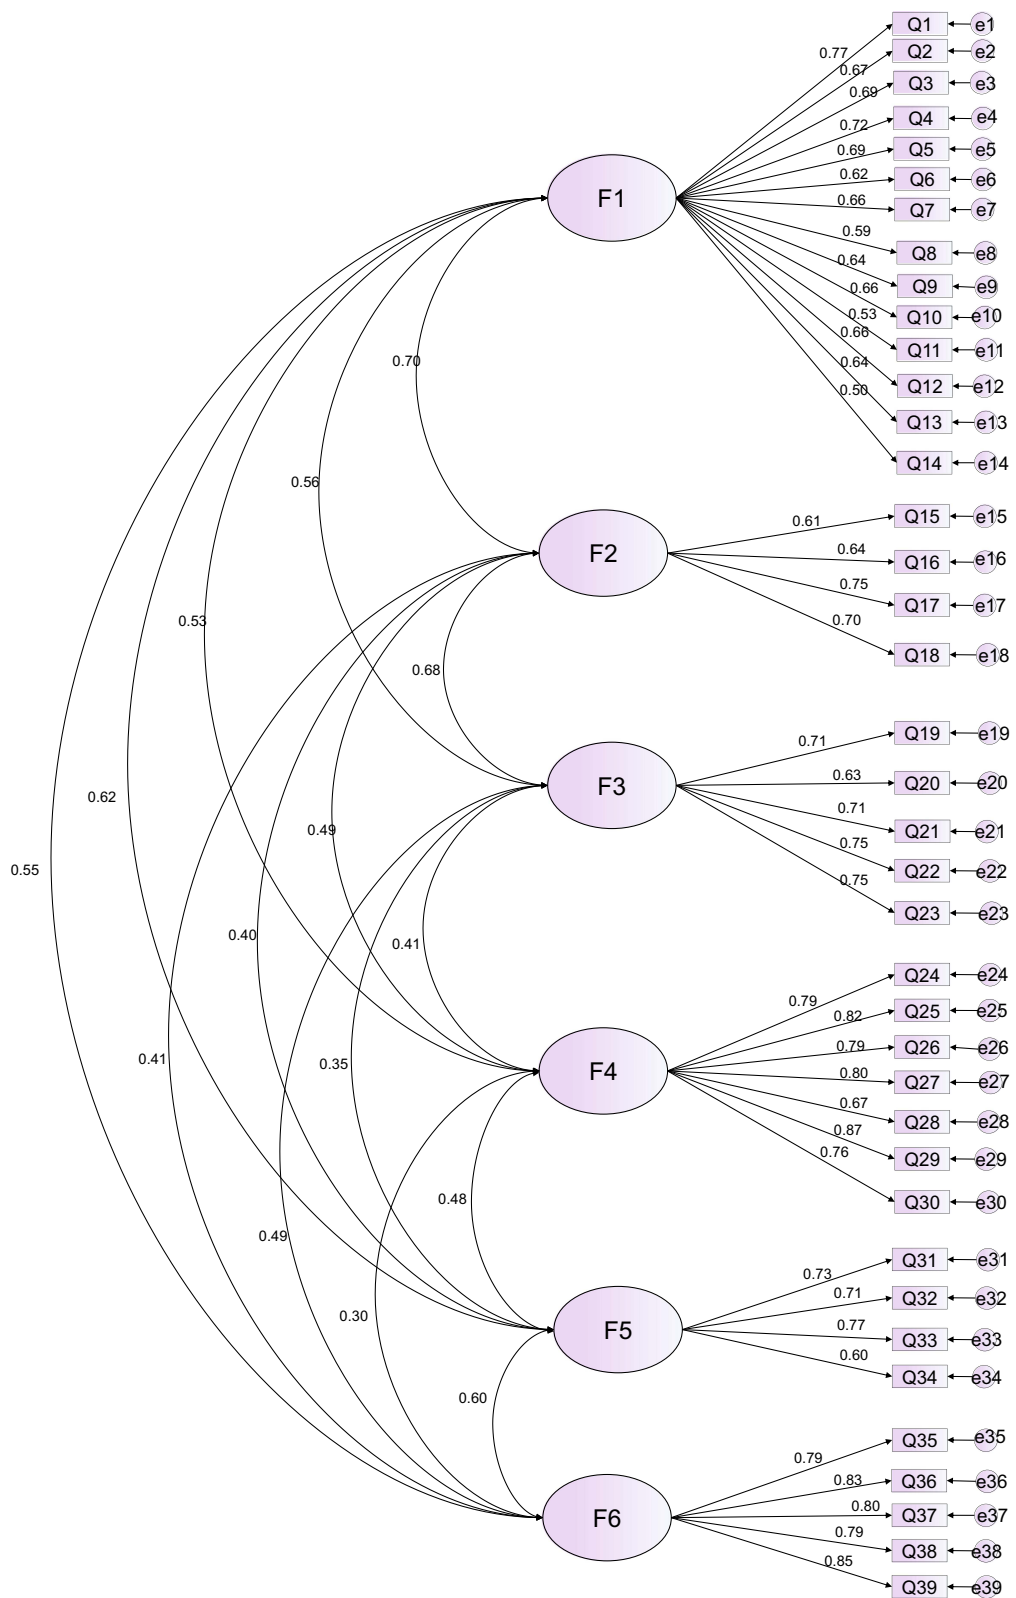 Q1 e1
0.77
Q2 e2
0.67
Q3 e3
0.69
Q4 e4
0.72
Q5 e5
0.69
Q6 e6
0.62
F1
0.66
Q7 e7
0.59
Q8 e8
0.64
Q9 e9
0.66
Q10 e10
0.53
0.66
Q11 e11
0.64
0.70
Q12 e12
0.50
Q13 e13
Q14 e14
0.56
0.61
Q15 e15
F2
0.64
Q16 e16
0.75
Q17 e17
0.53
0.70
Q18 e18
0.68
0.71
Q19 e19
F3
0.63
Q20 e20
0.62
0.71
0.49
Q21 e21
0.75
0.55
Q22 e22
0.75
Q23 e23
0.40
0.41
Q24 e24
0.79
Q25 e25
0.82
0.79
Q26 e26
0.41
0.35
F4
0.80
Q27 e27
0.67
Q28 e28
0.87
0.76
Q29 e29
0.48
Q30 e30
0.49
Q31 e31
0.73
0.71
Q32 e32
0.30
F5
0.77
Q33 e33
0.60
Q34 e34
0.60
Q35 e35
0.79
0.83
Q36 e36
0.80
F6
Q37 e37
0.79
Q38 e38
0.85
Q39 e39